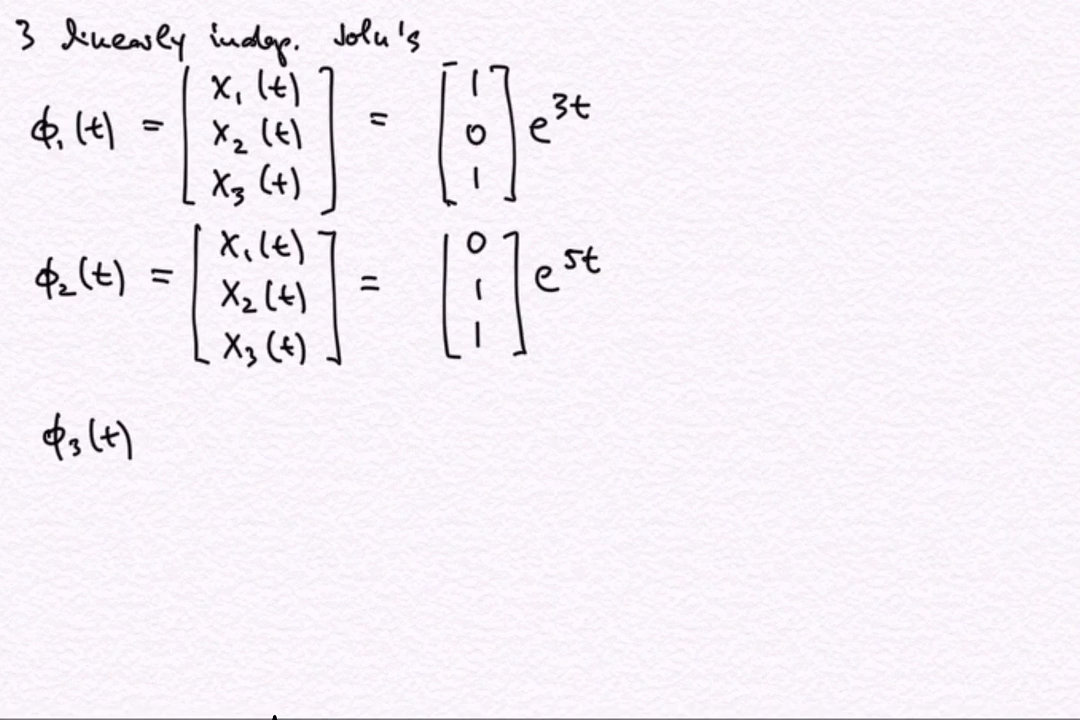 3 linearly indep. solu's
ϕ₁(t) = [x₁(t) x₂(t) x₃(t)] = [1 0 1] e^{3t}
ϕ₂(t) = [x₁(t) x₂(t) x₃(t)] = [0 1 1] e^{5t}
ϕ₃(t)